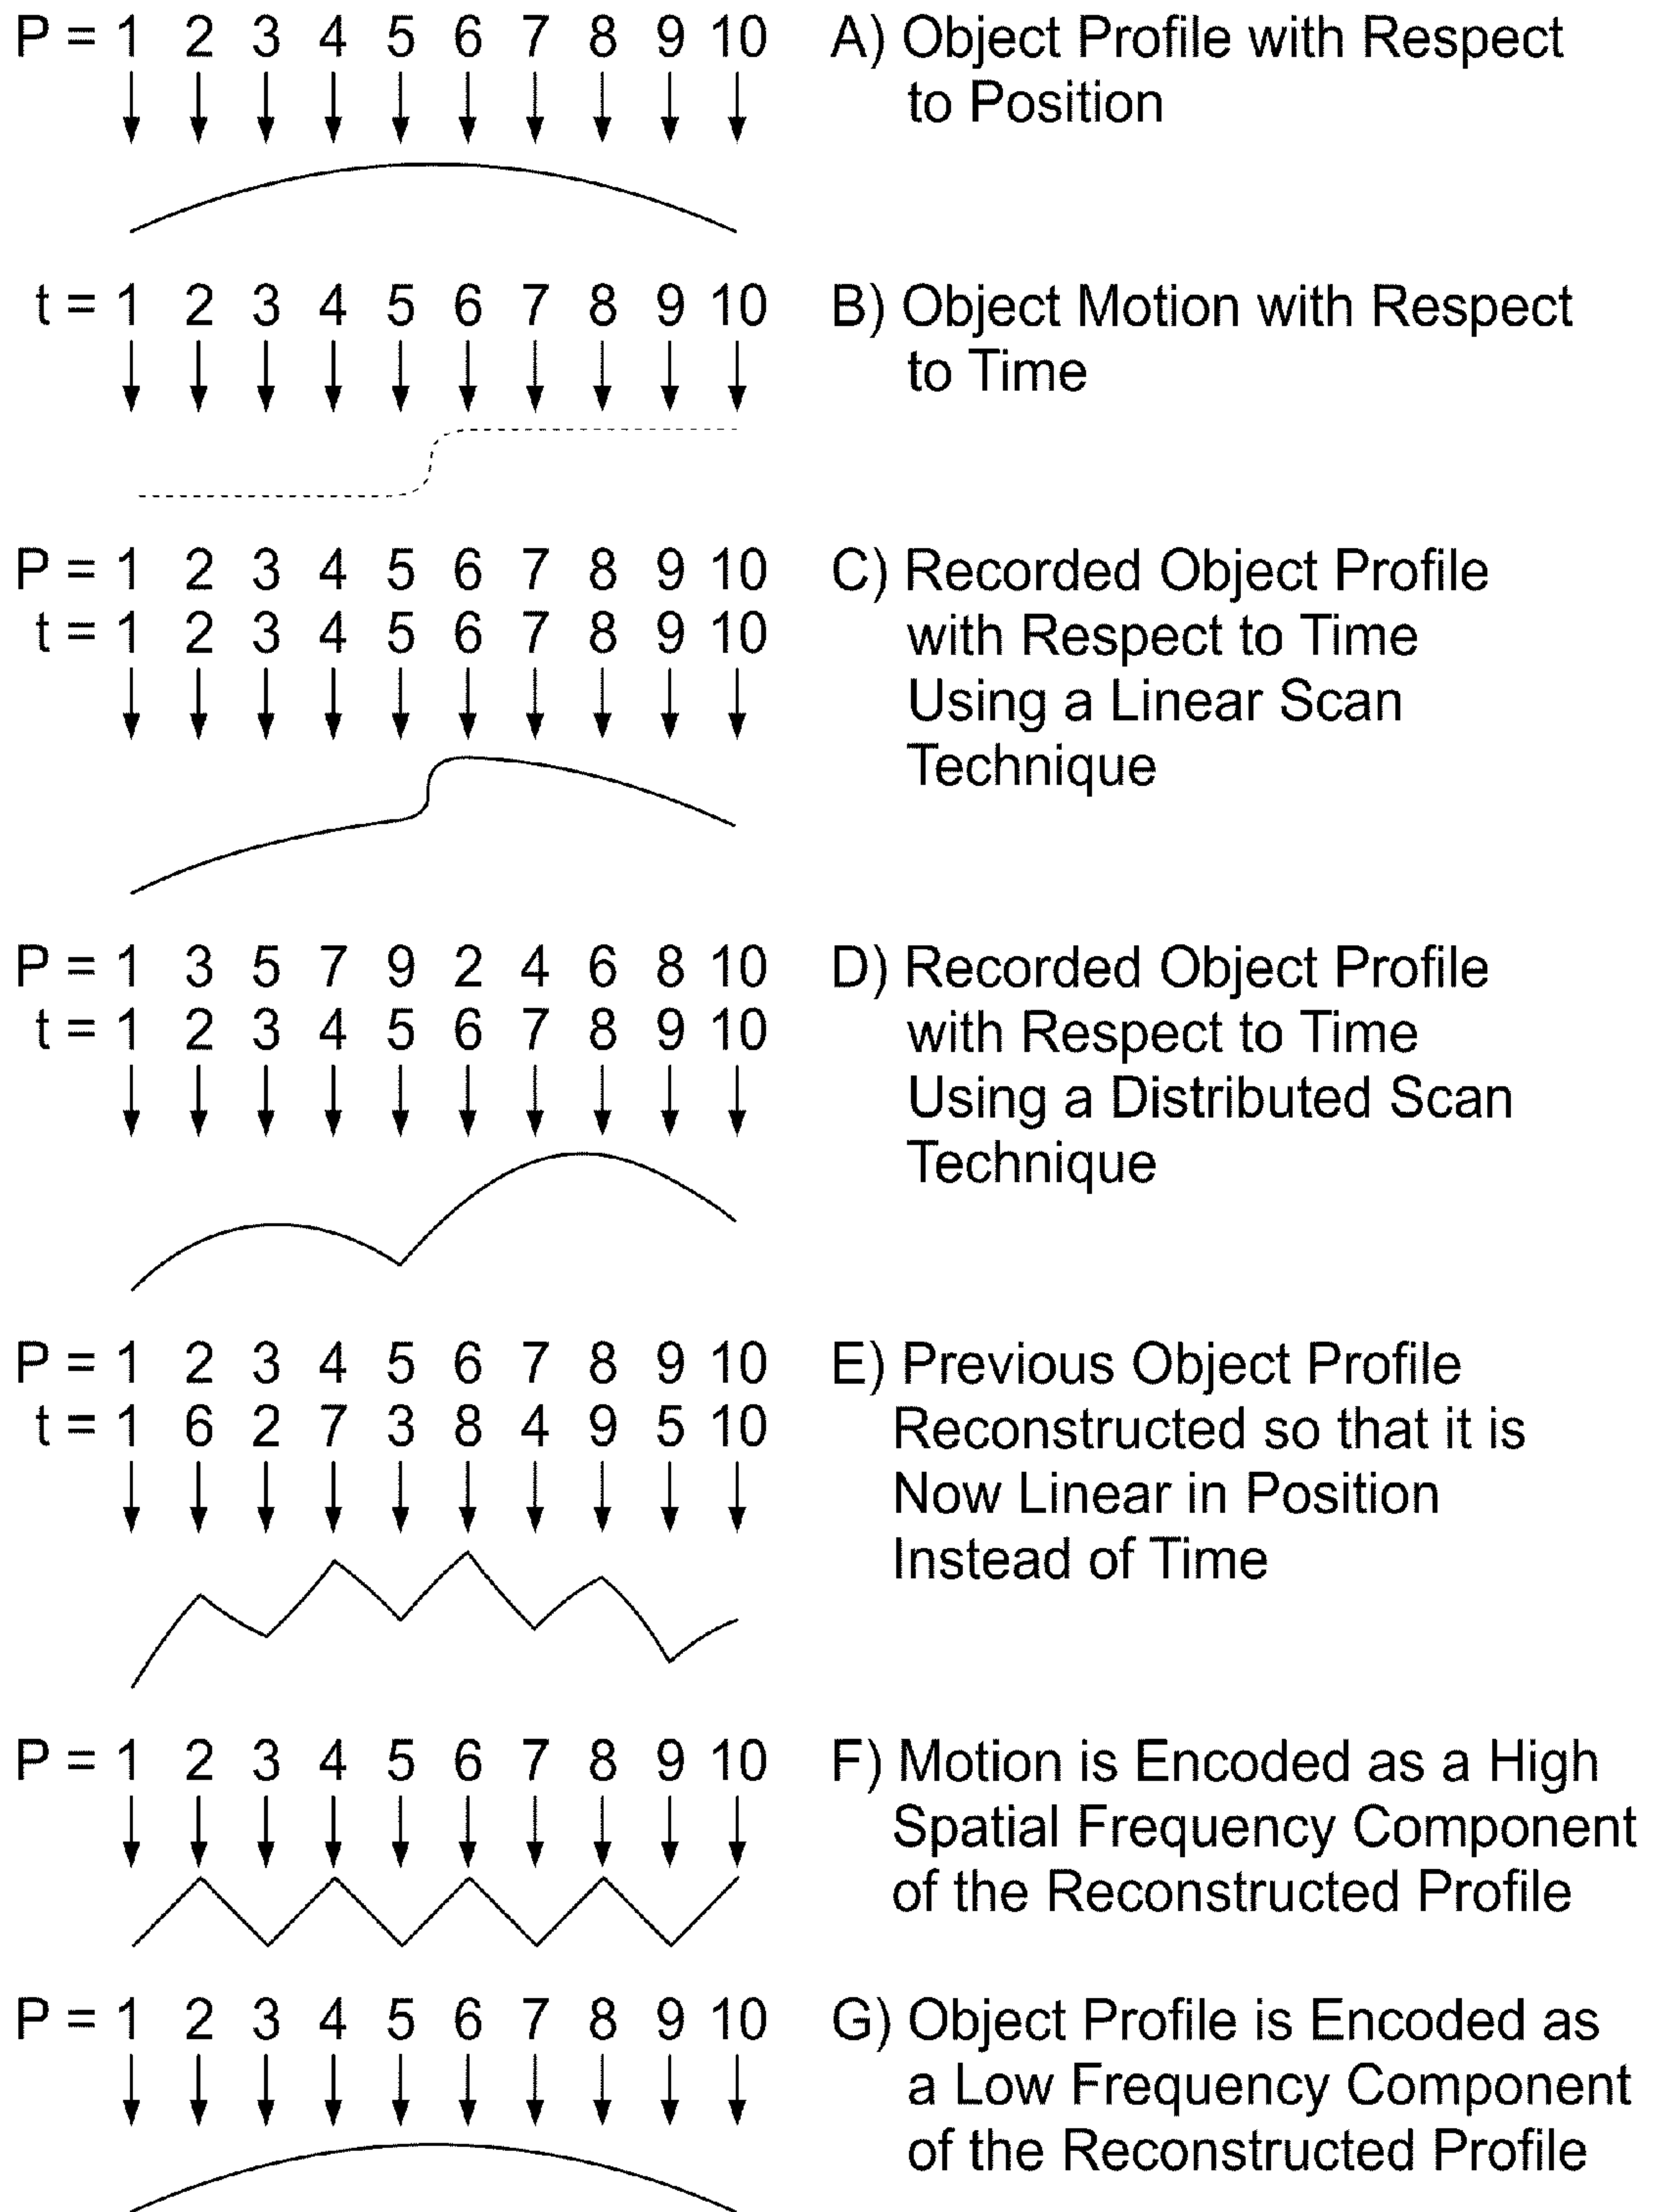 P = 1 2 3 4 5 6 7 8 9 10
A) Object Profile with Respect
to Position
t = 1 2 3 4 5 6 7 8 9 10
B) Object Motion with Respect
to Time
P = 1 2 3 4 5 6 7 8 9 10
t = 1 2 3 4 5 6 7 8 9 10
C) Recorded Object Profile
with Respect to Time
Using a Linear Scan
Technique
P = 1 3 5 7 9 2 4 6 8 10
t = 1 2 3 4 5 6 7 8 9 10
D) Recorded Object Profile
with Respect to Time
Using a Distributed Scan
Technique
P = 1 2 3 4 5 6 7 8 9 10
t = 1 6 2 7 3 8 4 9 5 10
E) Previous Object Profile
Reconstructed so that it is
Now Linear in Position
Instead of Time
P = 1 2 3 4 5 6 7 8 9 10
F) Motion is Encoded as a High
Spatial Frequency Component
of the Reconstructed Profile
P = 1 2 3 4 5 6 7 8 9 10
G) Object Profile is Encoded as
a Low Frequency Component
of the Reconstructed Profile